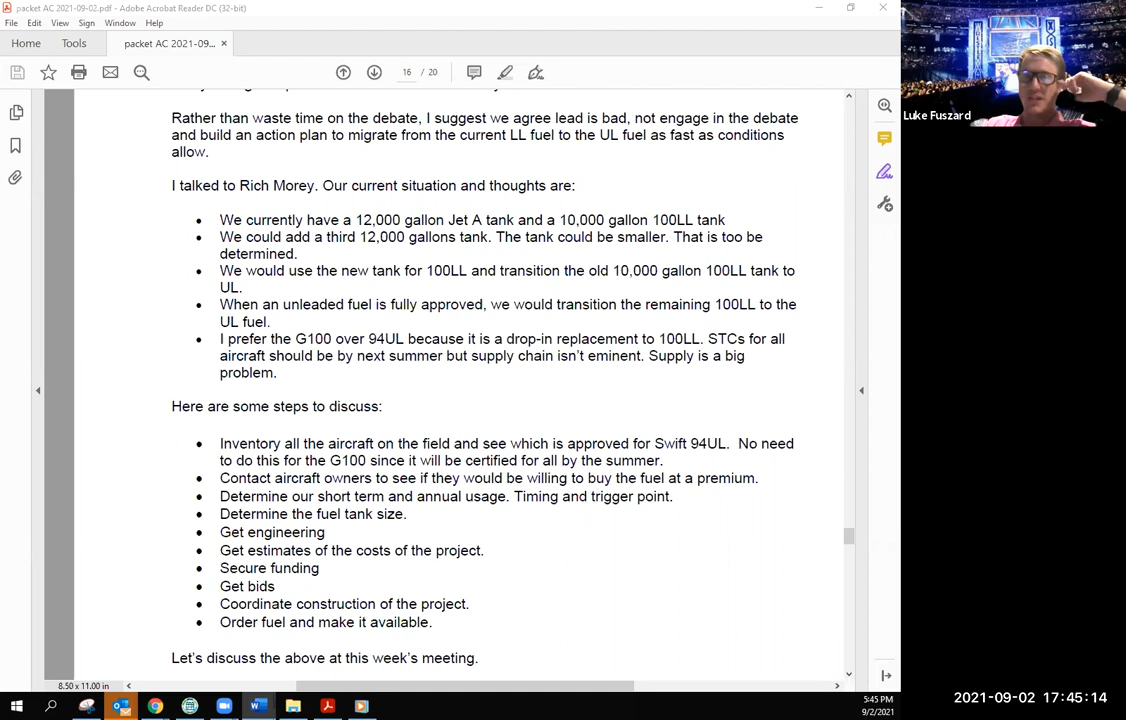 packet AC 2021-09-02.pdf - Adobe Acrobat Reader DC (32-bit)
File Edit View Sign Window Help
Home Tools packet AC 2021-09... ×
16 / 20
Rather than waste time on the debate, I suggest we agree lead is bad, not engage in the debate
and build an action plan to migrate from the current LL fuel to the UL fuel as fast as conditions
allow.
I talked to Rich Morey. Our current situation and thoughts are:
• We currently have a 12,000 gallon Jet A tank and a 10,000 gallon 100LL tank
• We could add a third 12,000 gallons tank. The tank could be smaller. That is too be
determined.
• We would use the new tank for 100LL and transition the old 10,000 gallon 100LL tank to
UL.
• When an unleaded fuel is fully approved, we would transition the remaining 100LL to the
UL fuel.
• I prefer the G100 over 94UL because it is a drop-in replacement to 100LL. STCs for all
aircraft should be by next summer but supply chain isn't eminent. Supply is a big
problem.
Here are some steps to discuss:
• Inventory all the aircraft on the field and see which is approved for Swift 94UL. No need
to do this for the G100 since it will be certified for all by the summer.
• Contact aircraft owners to see if they would be willing to buy the fuel at a premium.
• Determine our short term and annual usage. Timing and trigger point.
• Determine the fuel tank size.
• Get engineering
• Get estimates of the costs of the project.
• Secure funding
• Get bids
• Coordinate construction of the project.
• Order fuel and make it available.
Let's discuss the above at this week's meeting.
8.50 x 11.00 in
Luke Fuszard
5:45 PM
9/2/2021
2021-09-02 17:45:14